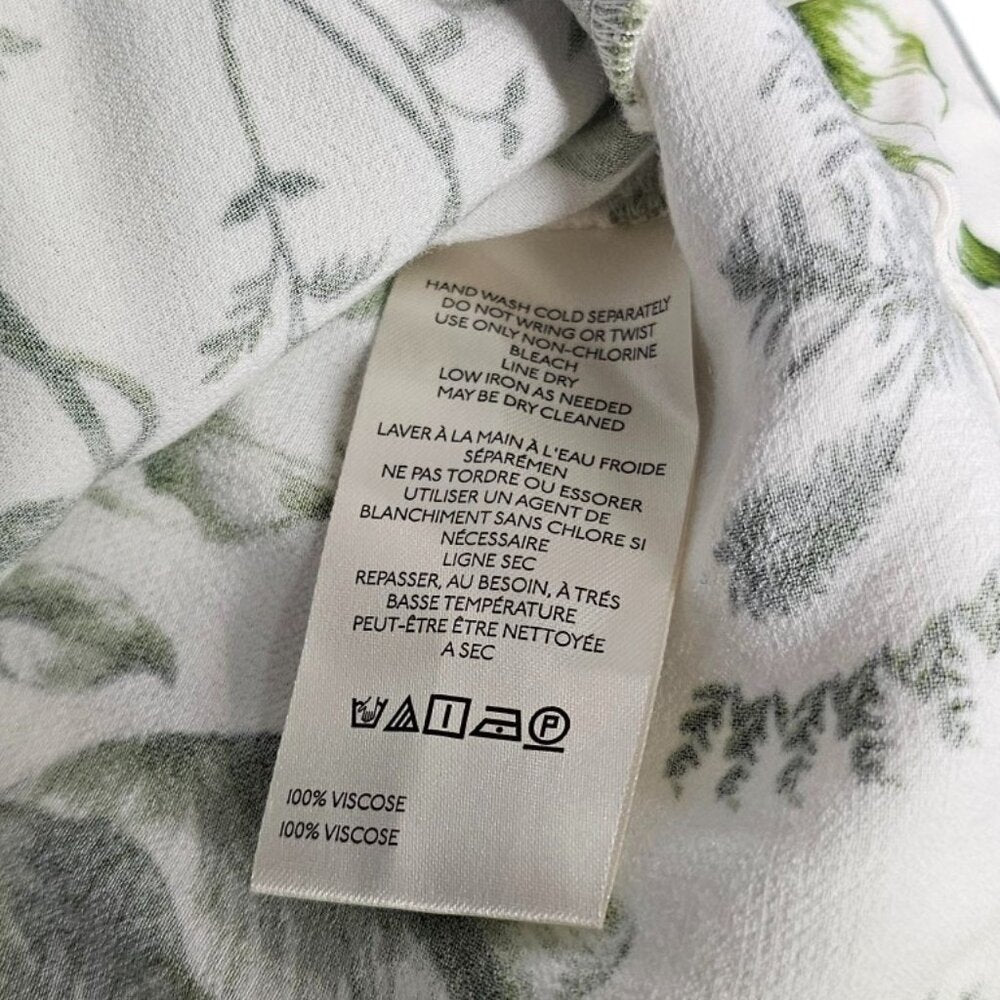 HAND WASH COLD SEPARATELY
DO NOT WRING OR TWIST
USE ONLY NON-CHLORINE
BLEACH
LINE DRY
LOW IRON AS NEEDED
MAY BE DRY CLEANED
LAVER À LA MAIN À L'EAU FROIDE
SÉPARÉMEN
NE PAS TORDRE OU ESSORER
UTILISER UN AGENT DE
BLANCHIMENT SANS CHLORE SI
NÉCESSAIRE
LIGNE SEC
REPASSER, AU BESOIN, À TRÉS
BASSE TEMPÉRATURE
PEUT-ÊTRE ÊTRE NETTOYÉE
A SEC
P
100% VISCOSE
100% VISCOSE